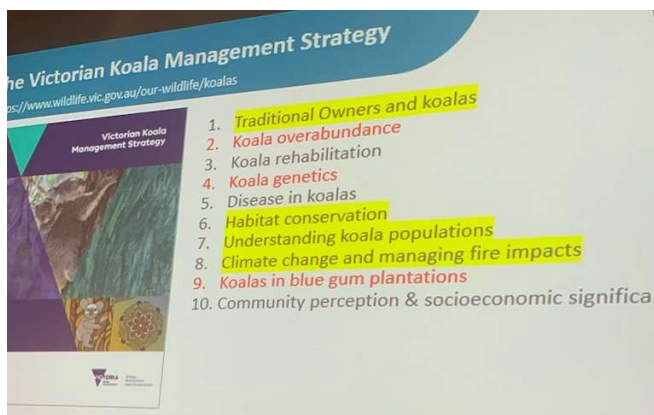 he Victorian Koala Management Strategy
ps://www.wildlife.vic.gov.au/our-wildlife/koalas
Victorian Koala
Management Strategy
1. Traditional Owners and koalas
2. Koala overabundance
3. Koala rehabilitation
4. Koala genetics
5. Disease in koalas
6. Habitat conservation
7. Understanding koala populations
8. Climate change and managing fire impacts
9. Koalas in blue gum plantations
10. Community perception & socioeconomic significa